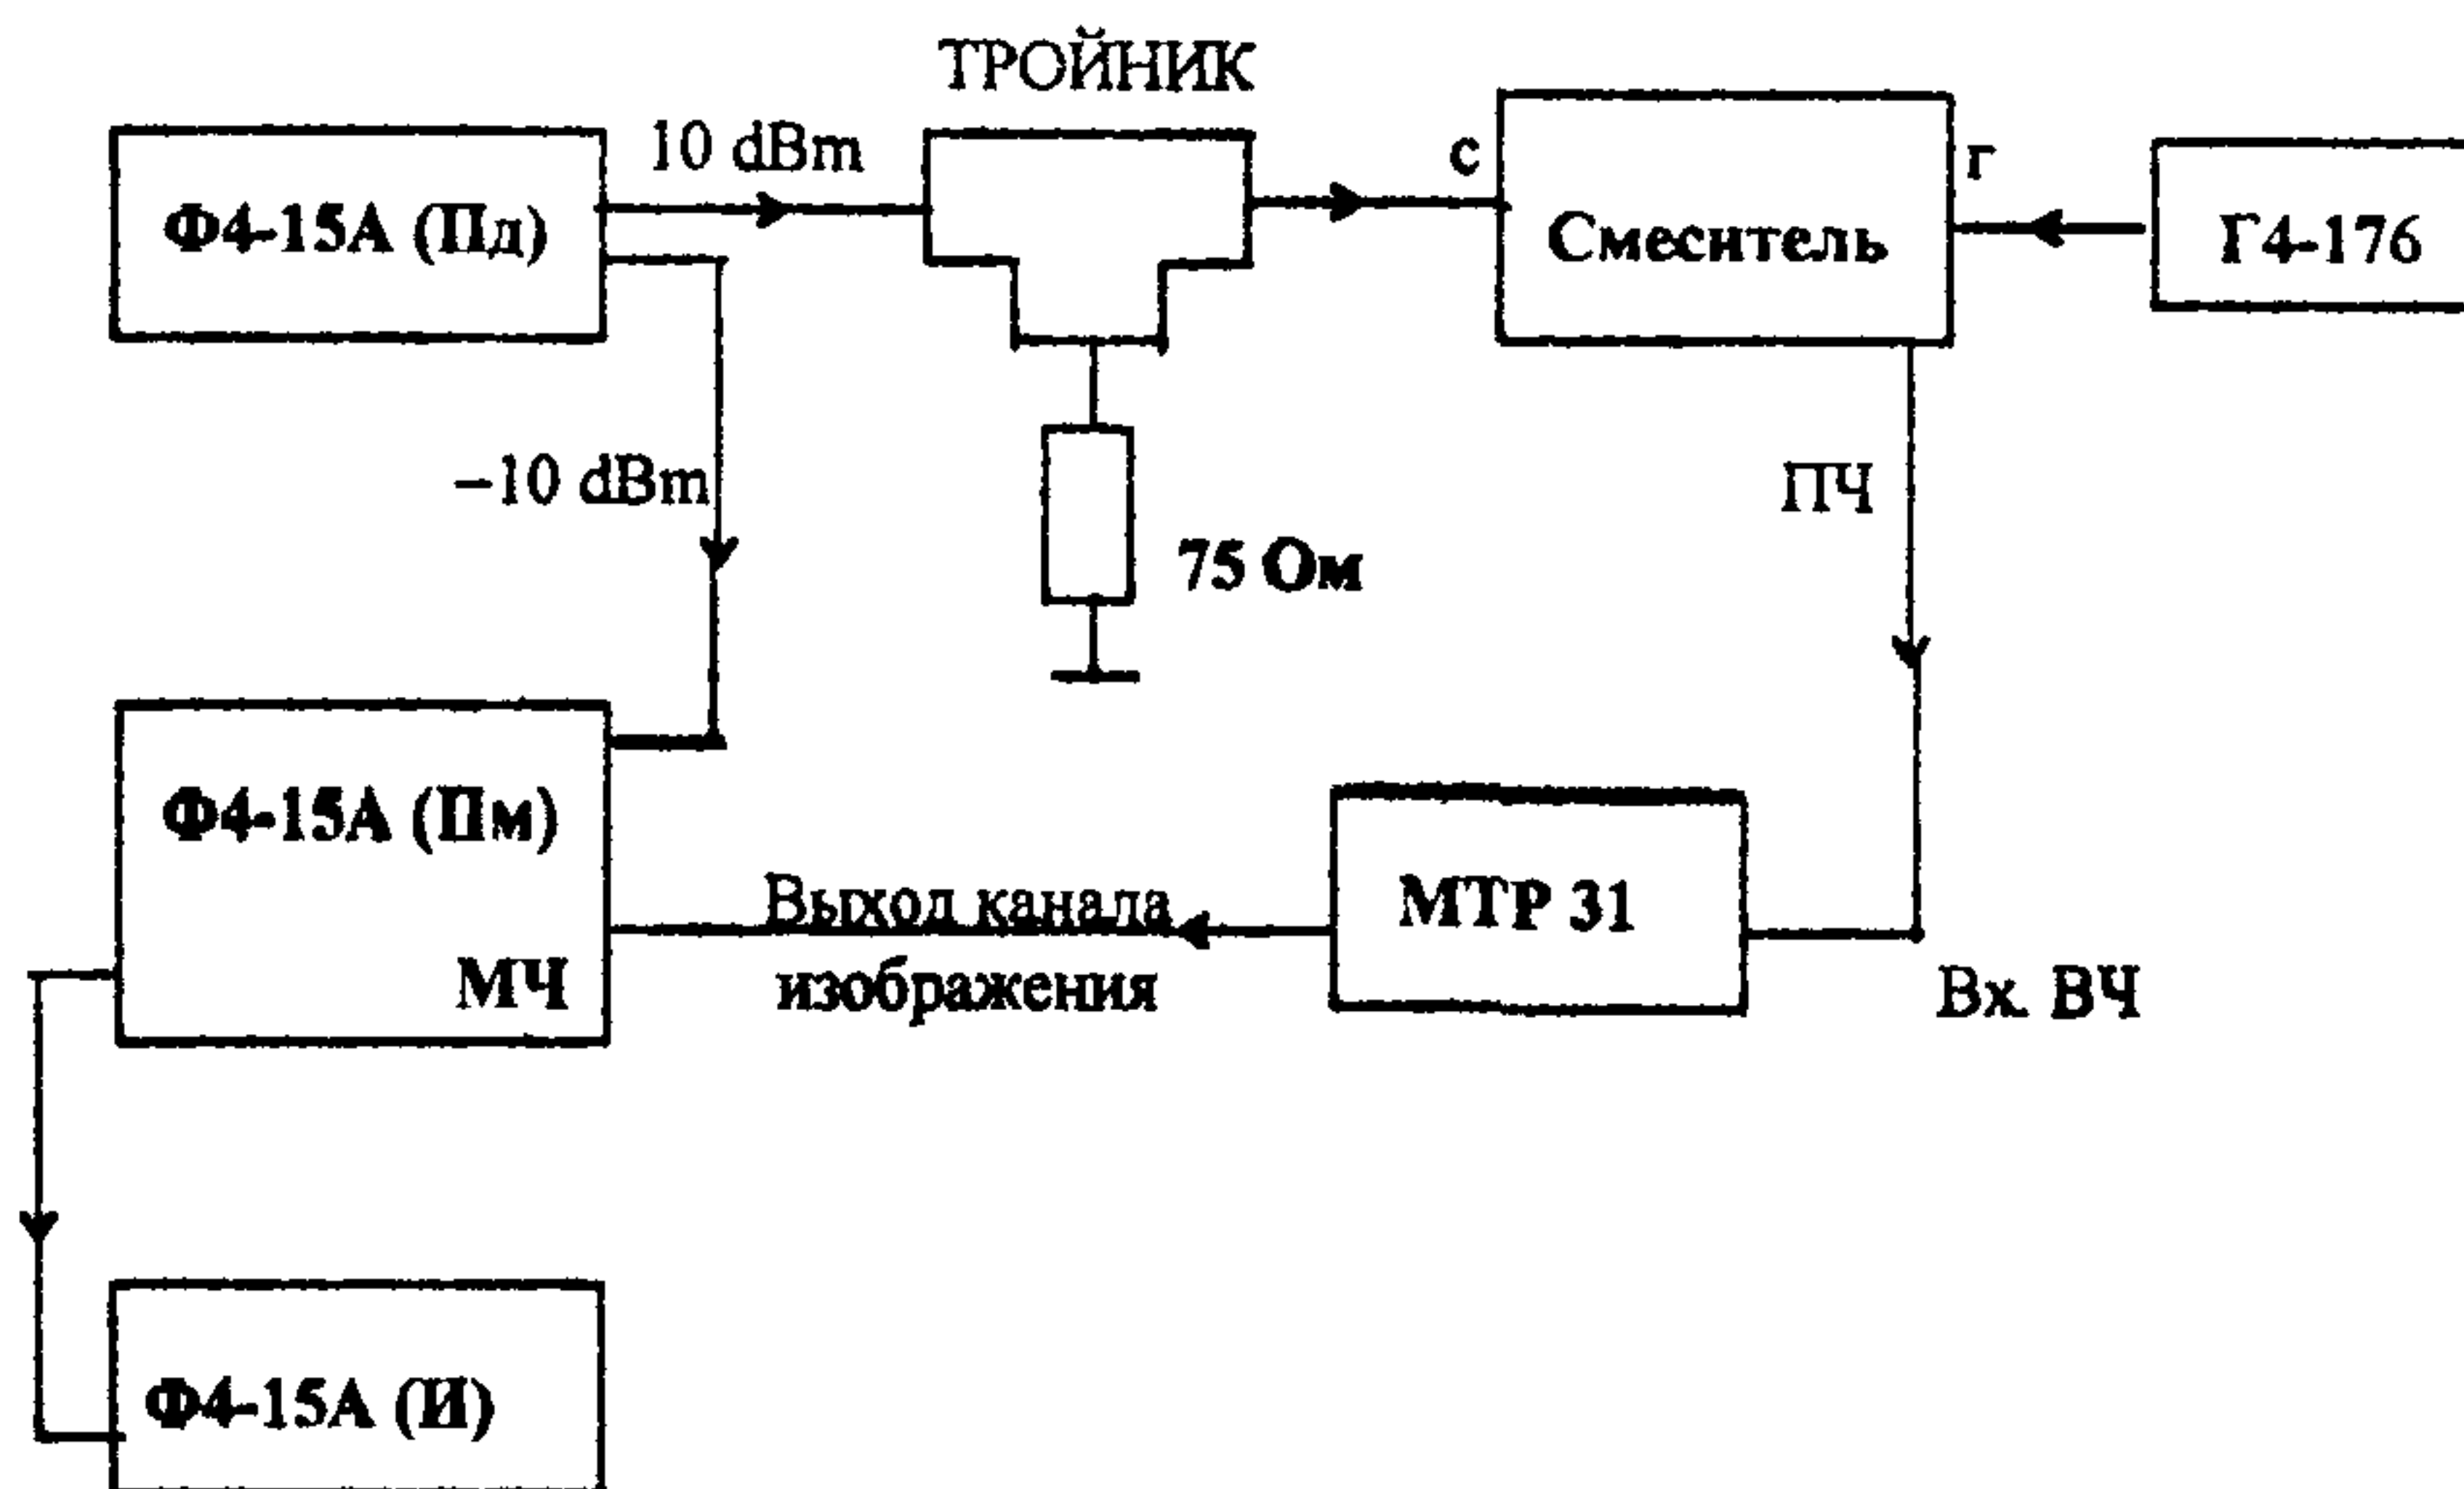 ТРОЙНИК
10 dBm
с
г
Ф4-15А (Пд)
Смеситель
Г4-176
–10 dBm
ПЧ
75 Ом
Ф4-15А (Пм)
Выход канала
МТР 31
изображения
МЧ
Вх ВЧ
Ф4-15А (И)